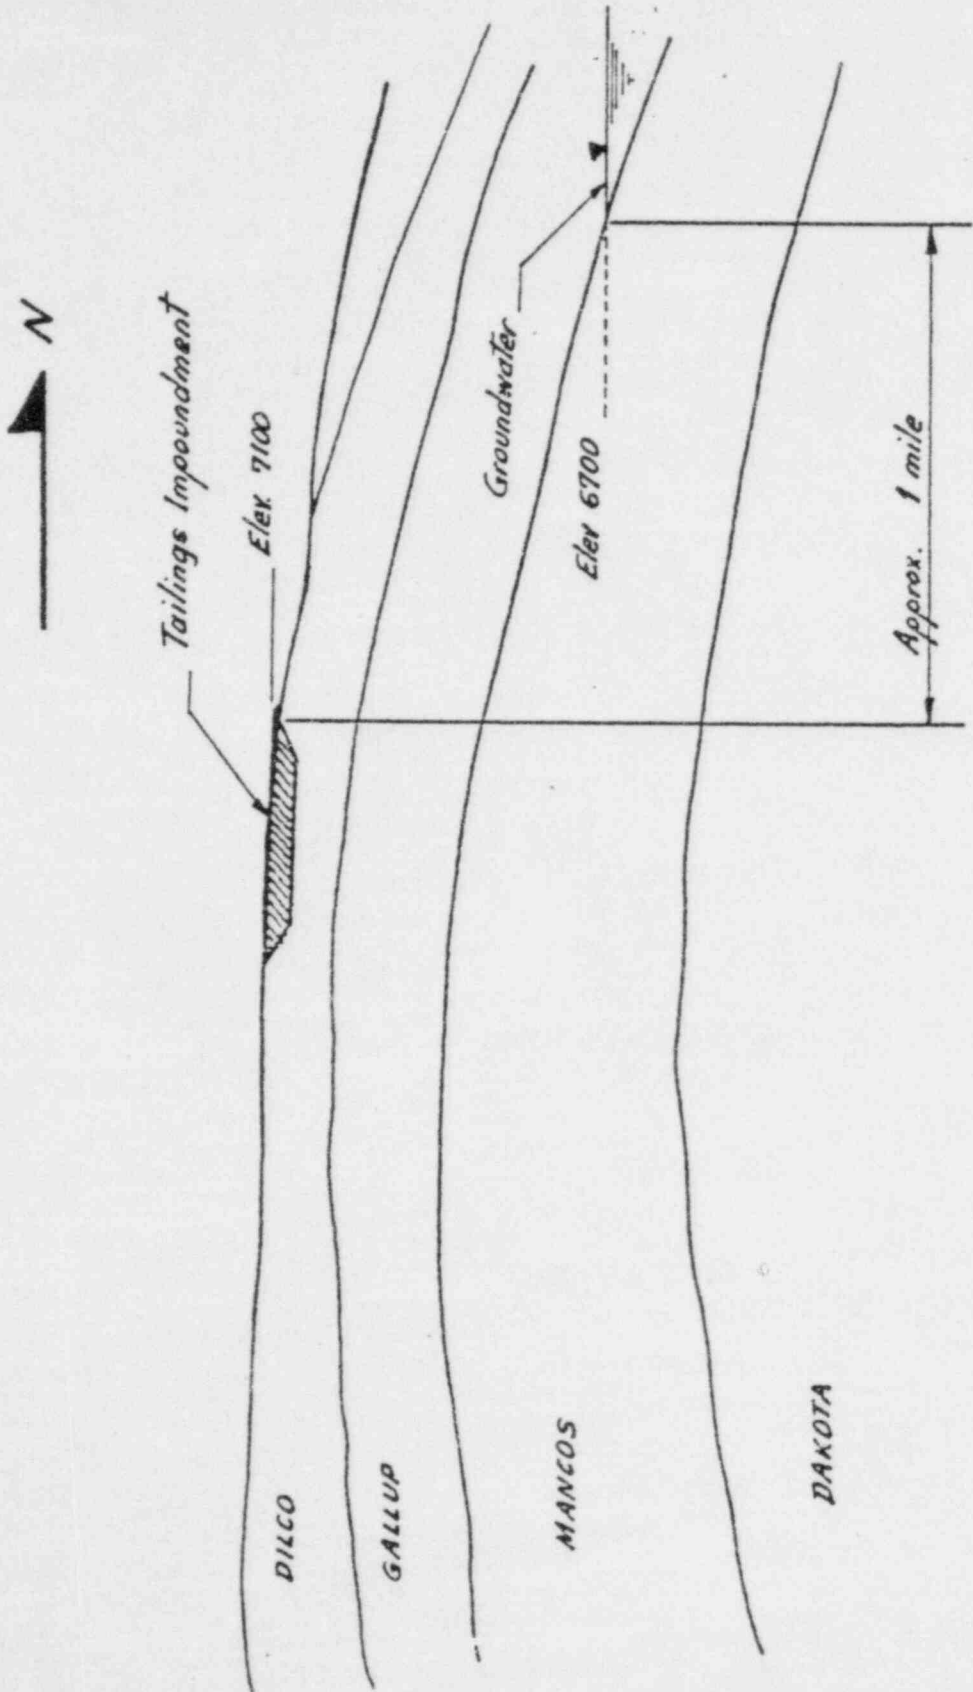 N
Tailings Impoundment
Elev. 7100
Groundwater
Elev 6700
Approx. 1 mile
DILCO
GALLUP
MANCOS
DAKOTA